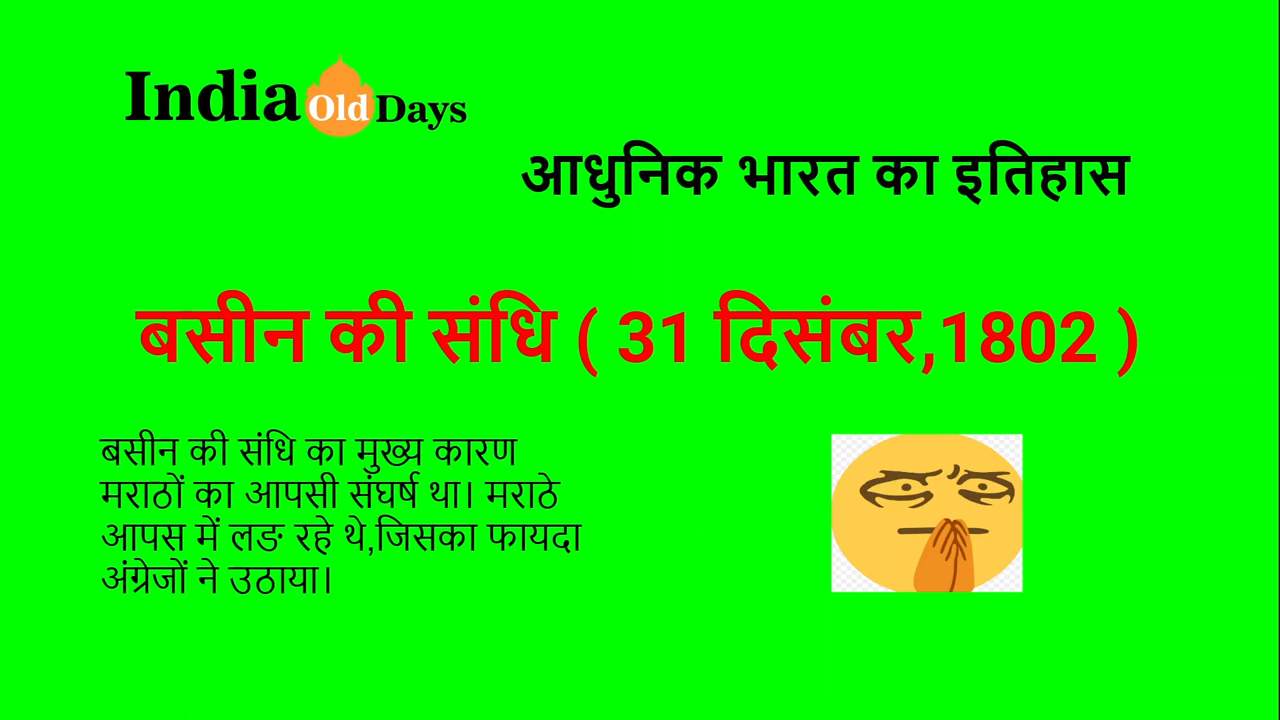 India Old Days
आधुनिक भारत का इतिहास
बसीन की संधि ( 31 दिसंबर,1802 )
बसीन की संधि का मुख्य कारण
मराठों का आपसी संघर्ष था। मराठे
आपस में लङ रहे थे,जिसका फायदा
अंग्रेजों ने उठाया।